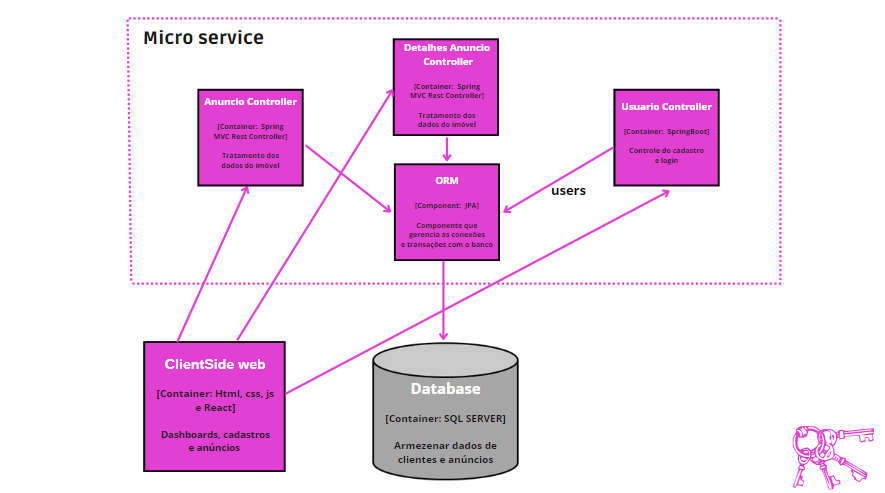 Micro service
Detalhes Anuncio
Controller
[Container:  Spring
MVC Rest Controller]
Tratamento dos
dados do imóvel
Anuncio Controller
[Container:  Spring
MVC Rest Controller]
Tratamento dos
dados do imóvel
Usuario Controller
[Container:  SpringBoot]
Controle do cadastro
e login
ORM
[Component:  JPA]
Componente que
gerencia as conexões
e transações com o banco
users
ClientSide web
[Container: Html, css, js
e React]
Dashboards, cadastros
e anúncios
Database
[Container: SQL SERVER]
Armezenar dados de
clientes e anúncios